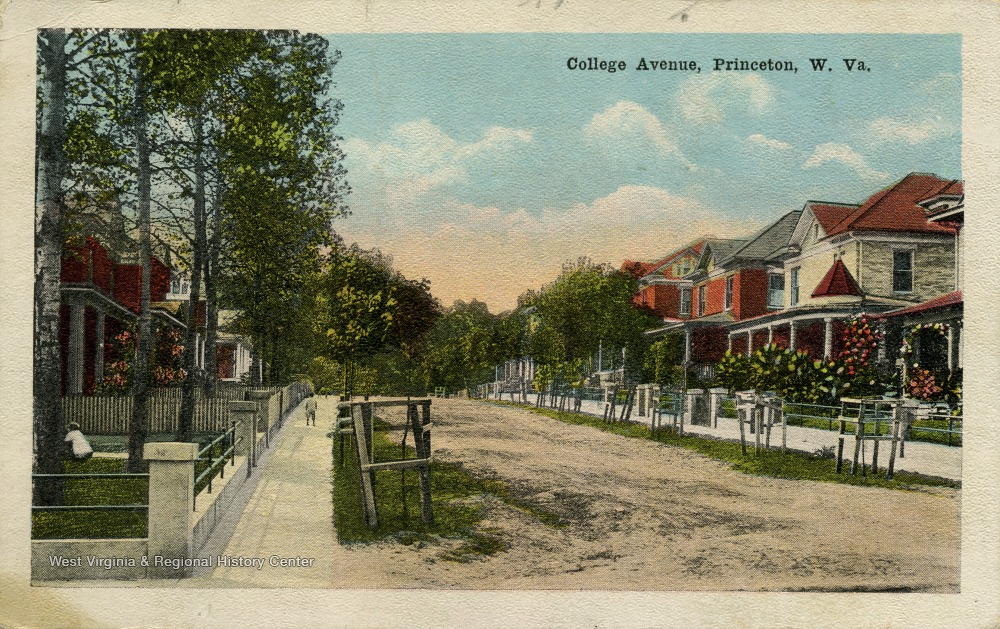 College Avenue, Princeton, W. Va.
West Virginia & Regional History Center